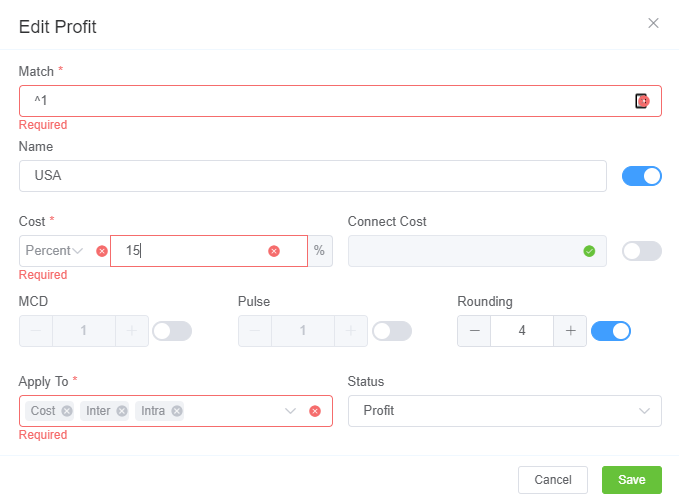 Edit Profit
Match *
^1
Required
Name
USA
Cost * Connect Cost
Percent 15 %
Required
MCD Pulse Rounding
1 1 4
Apply To * Status
Cost Inter Intra Profit
Required
Cancel Save